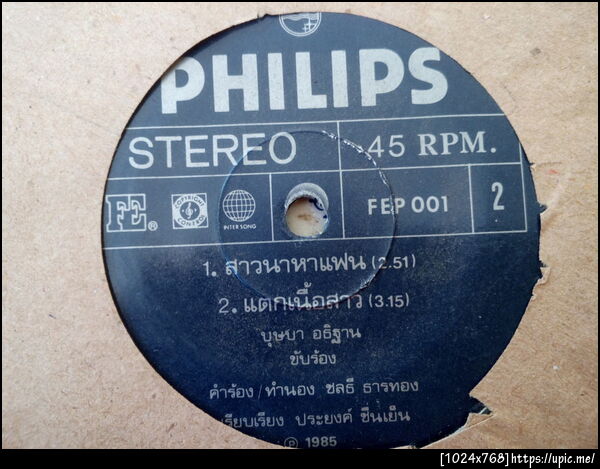 PHILIPS
STEREO 45 RPM.
FE® COPYRIGHT CONTROL INTER SONG FEP 001 2
1. สาวนาหาแฟน (2.51)
2. แตกเนื้อสาว (3.15)
บุษบา อธิฐาน
ขับร้อง
คำร้อง/ทำนอง ชลธี ธารทอง
เรียบเรียง ประยงค์ ชื่นเย็น
© 1985
[1024x768]https://upic.me/